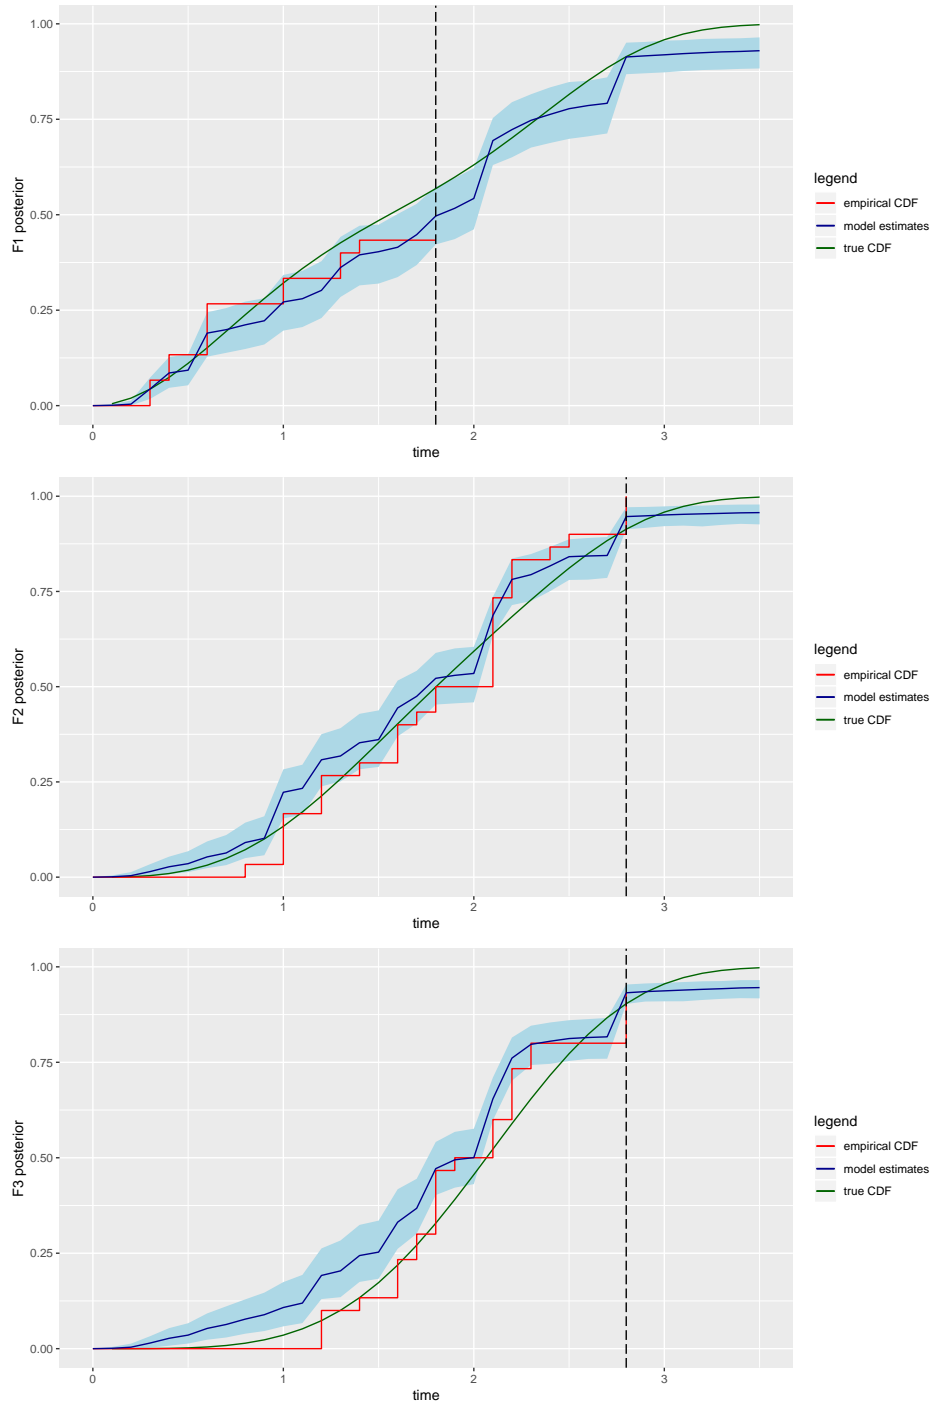 1.00
0.75
0.50
0.25
0.00
F1 posterior
0 1 2 3
time
legend
empirical CDF
model estimates
true CDF
1.00
0.75
0.50
0.25
0.00
F2 posterior
0 1 2 3
time
legend
empirical CDF
model estimates
true CDF
1.00
0.75
0.50
0.25
0.00
F3 posterior
0 1 2 3
time
legend
empirical CDF
model estimates
true CDF